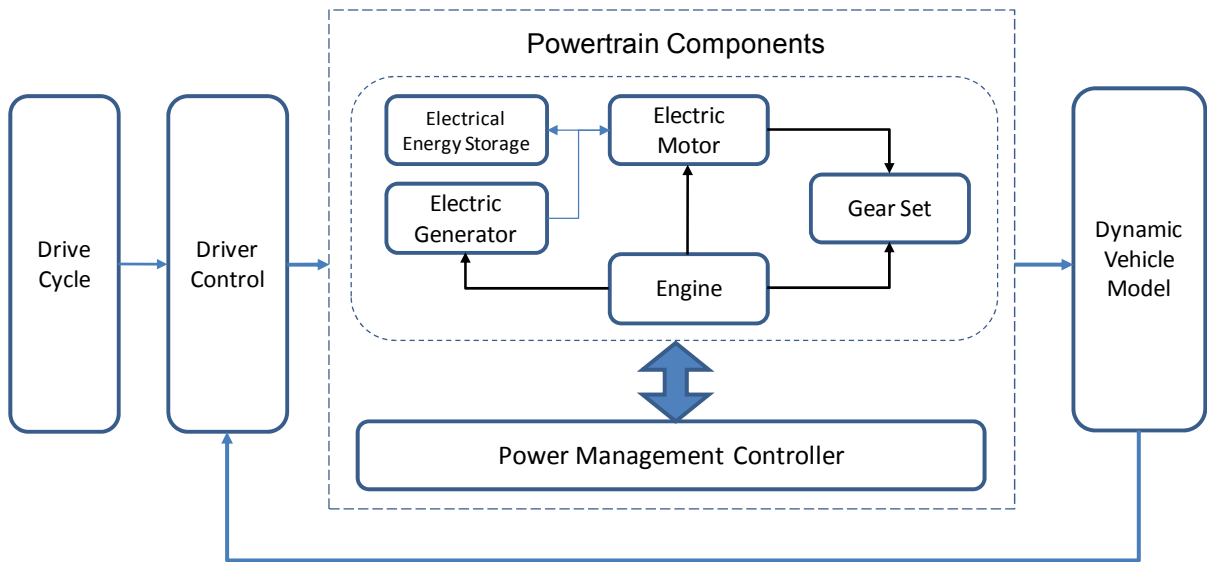 Powertrain Components
Drive
Cycle
Driver
Control
Electrical
Energy Storage
Electric
Motor
Electric
Generator
Gear Set
Engine
Dynamic
Vehicle
Model
Power Management Controller